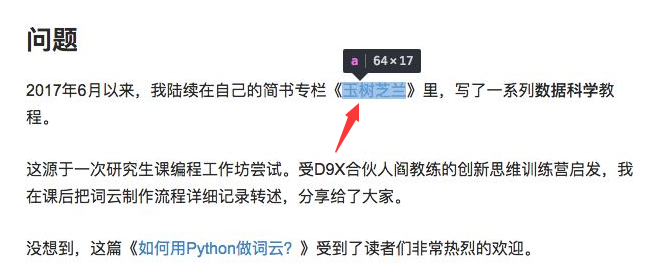 问题
a 64×17
2017年6月以来，我陆续在自己的简书专栏《玉树芝兰》里，写了一系列数据科学教
程。
这源于一次研究生课编程工作坊尝试。受D9X合伙人阎教练的创新思维训练营启发，我
在课后把词云制作流程详细记录转述，分享给了大家。
没想到，这篇《如何用Python做词云？》受到了读者们非常热烈的欢迎。